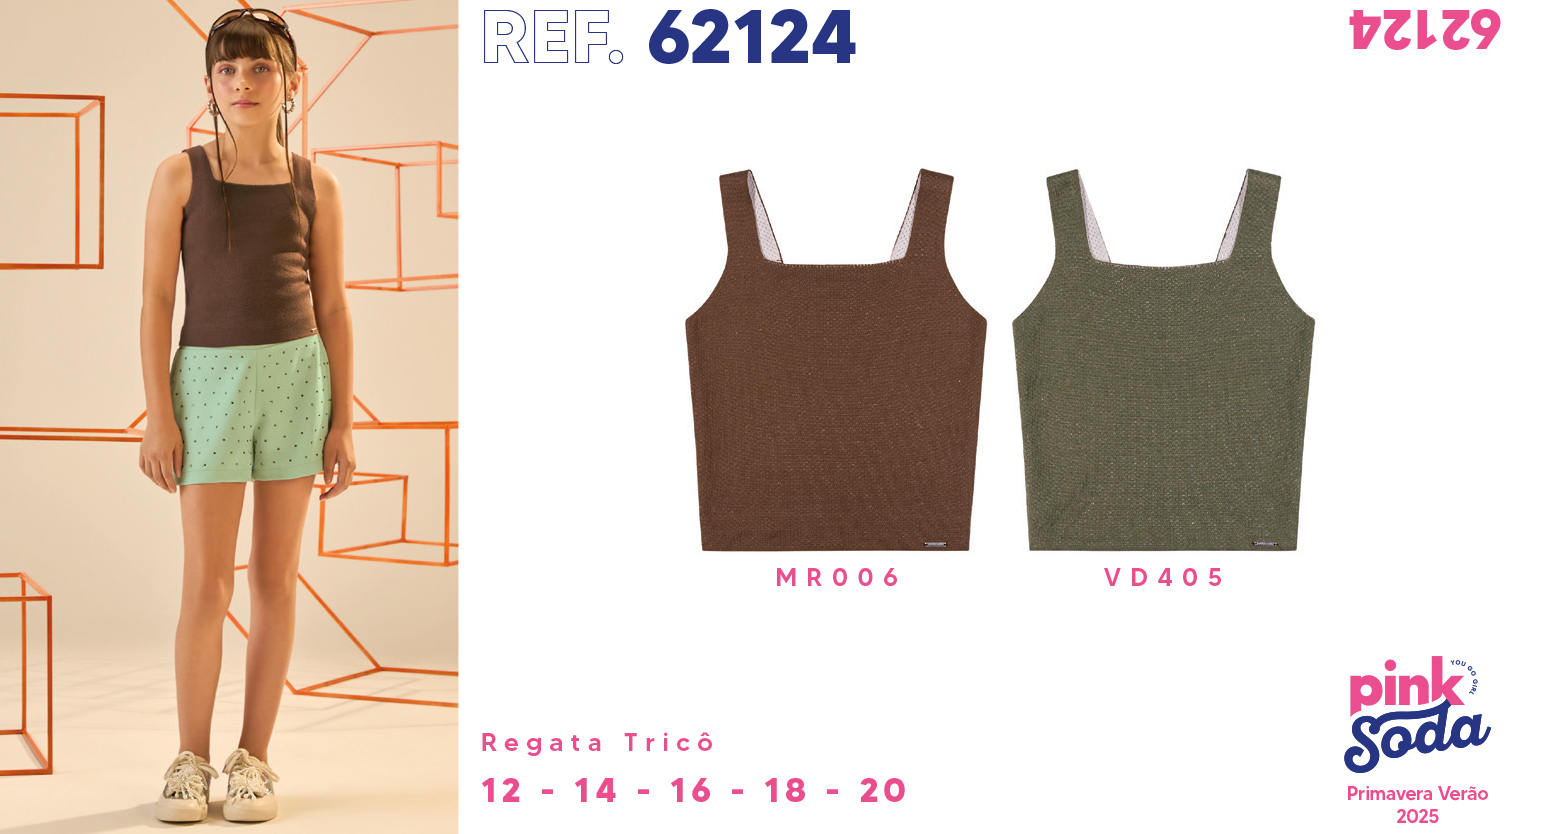 REF. 62124
62124
MR006
VD405
Regata Tricô
12 - 14 - 16 - 18 - 20
YOU GO GIRL
pink
Soda
Primavera Verão
2025